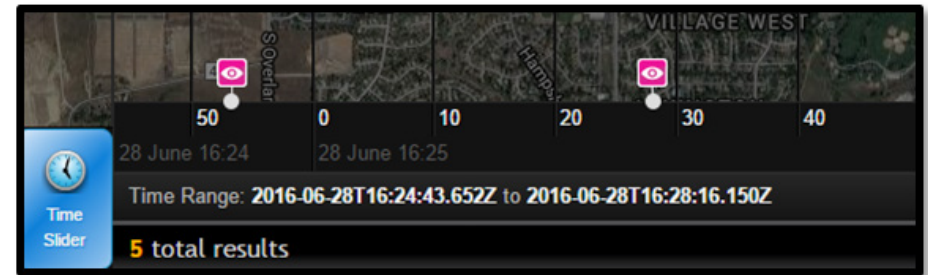 VILLAGE WEST
S Overlar
Hamp
50 0 10 20 30 40
28 June 16:24 28 June 16:25
Time Range: 2016-06-28T16:24:43.652Z to 2016-06-28T16:28:16.150Z
Time
Slider
5 total results